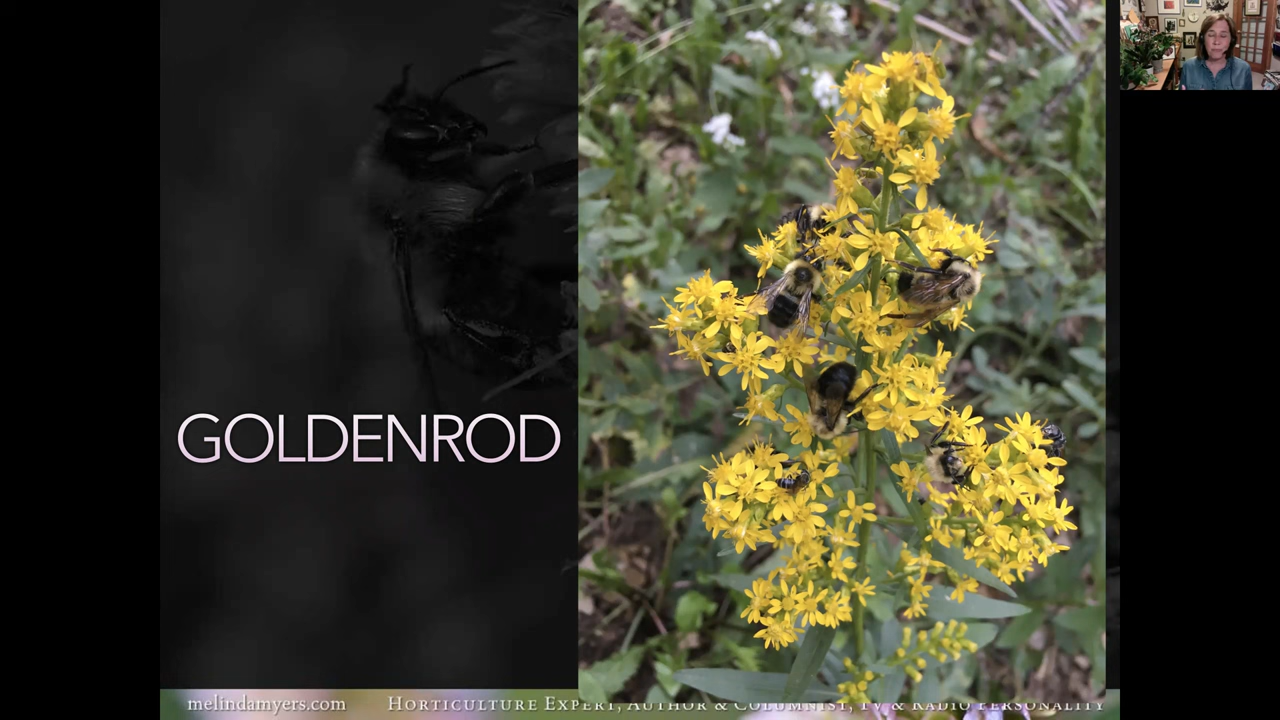 GOLDENROD
melindamyers.com
Horticulture Expert, Author & Columnist, TV & Radio Personality